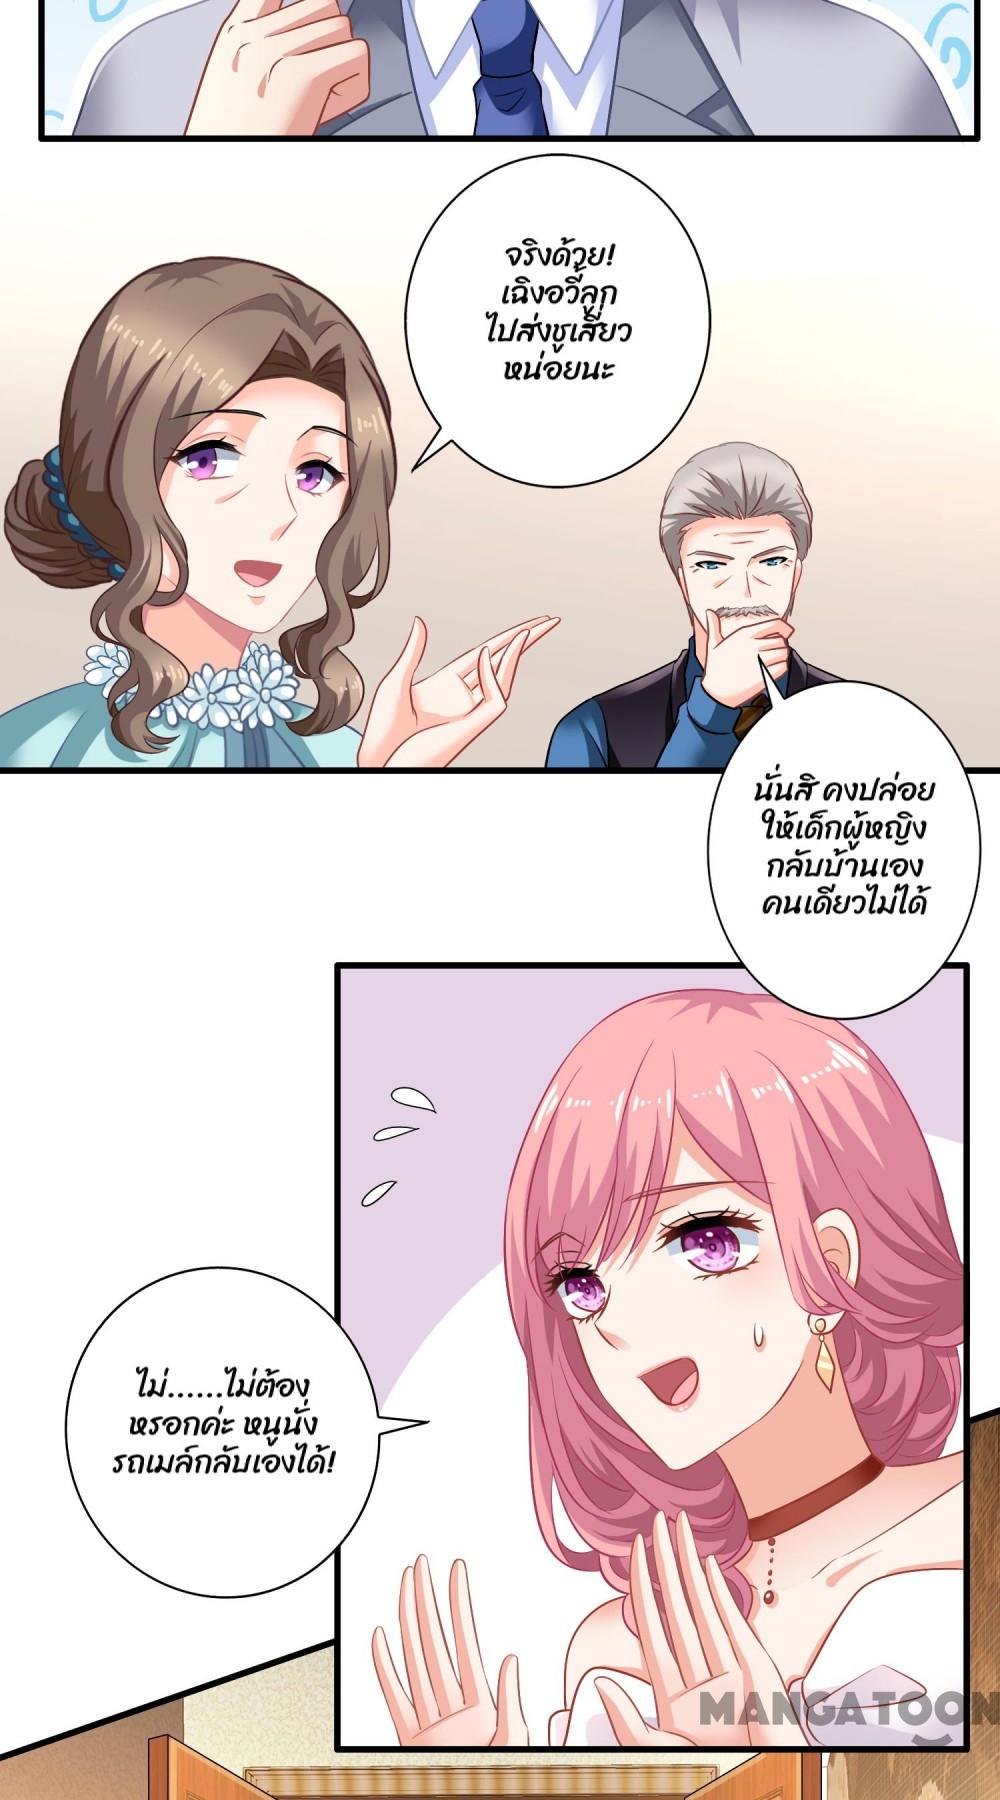 จริงด้วย!
เฉิงอวี้ลูก
ไปส่งชูเสี่ยว
หน่อยนะ
นั่นสิ คงปล่อย
ให้เด็กผู้หญิง
กลับบ้านเอง
คนเดียวไม่ได้
ไม่......ไม่ต้อง
หรอกค่ะ หนูนั่ง
รถเมล์กลับเองได้!
MANGATOON